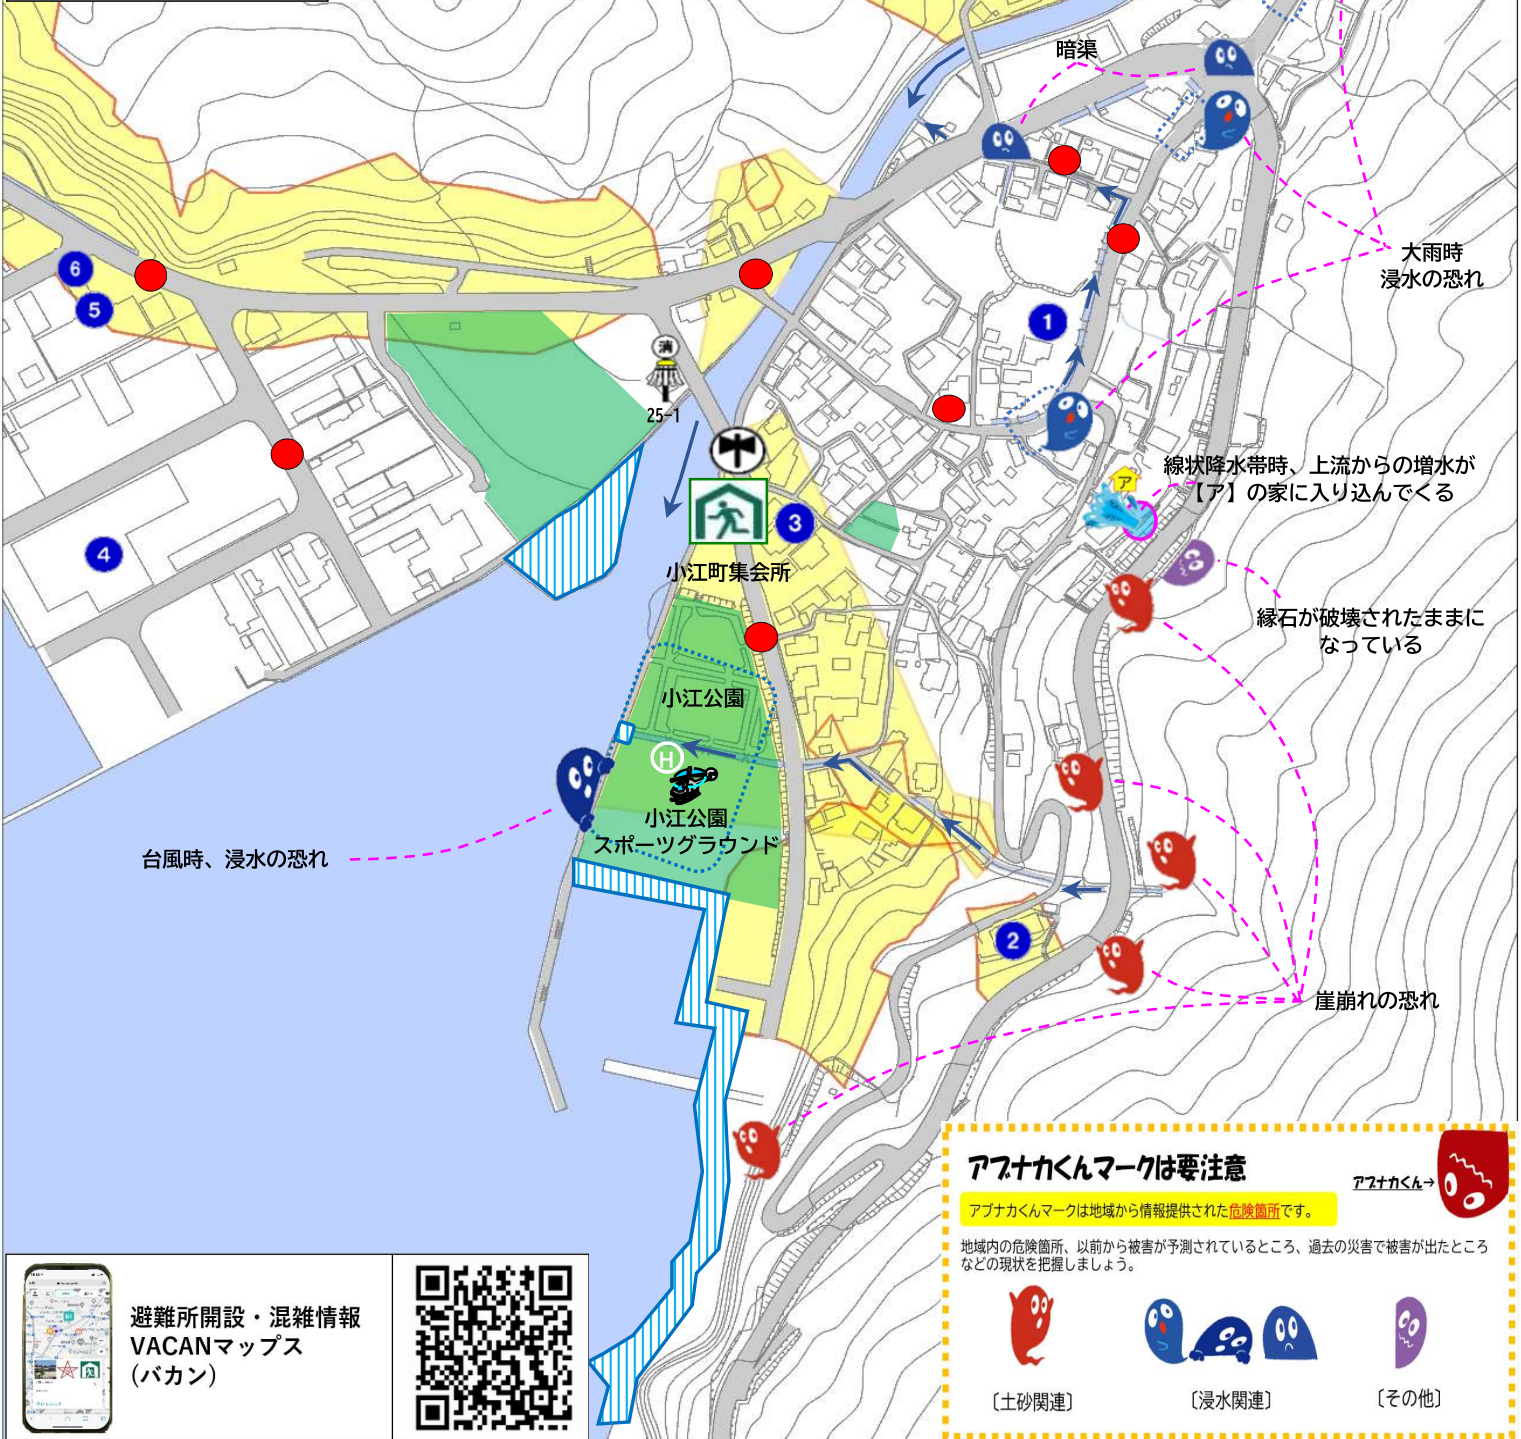 暗渠
大雨時
浸水の恐れ
6
5
1
消
25-1
線状降水帯時、上流からの増水が
【ア】の家に入り込んでくる
ア
4
3
小江町集会所
縁石が破壊されたままに
なっている
小江公園
H
小江公園
スポーツグラウンド
台風時、浸水の恐れ
2
崖崩れの恐れ
アブナカくんマークは要注意
アブナカくん→
アブナカくんマークは地域から情報提供された危険箇所です。
地域内の危険箇所、以前から被害が予測されているところ、過去の災害で被害が出たところ
などの現状を把握しましょう。
〔土砂関連〕
〔浸水関連〕
〔その他〕
避難所開設・混雑情報
VACANマップス
(バカン)